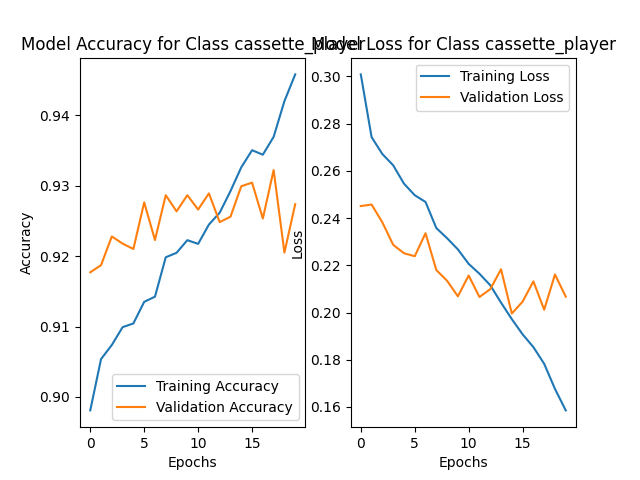 Model Accuracy for Class cassette_player
Model Loss for Class cassette_player
Accuracy
0.94
0.93
0.92
0.91
0.90
Training Accuracy
Validation Accuracy
0 5 10 15
Epochs
Loss
0.30
0.28
0.26
0.24
0.22
0.20
0.18
0.16
Training Loss
Validation Loss
0 5 10 15
Epochs